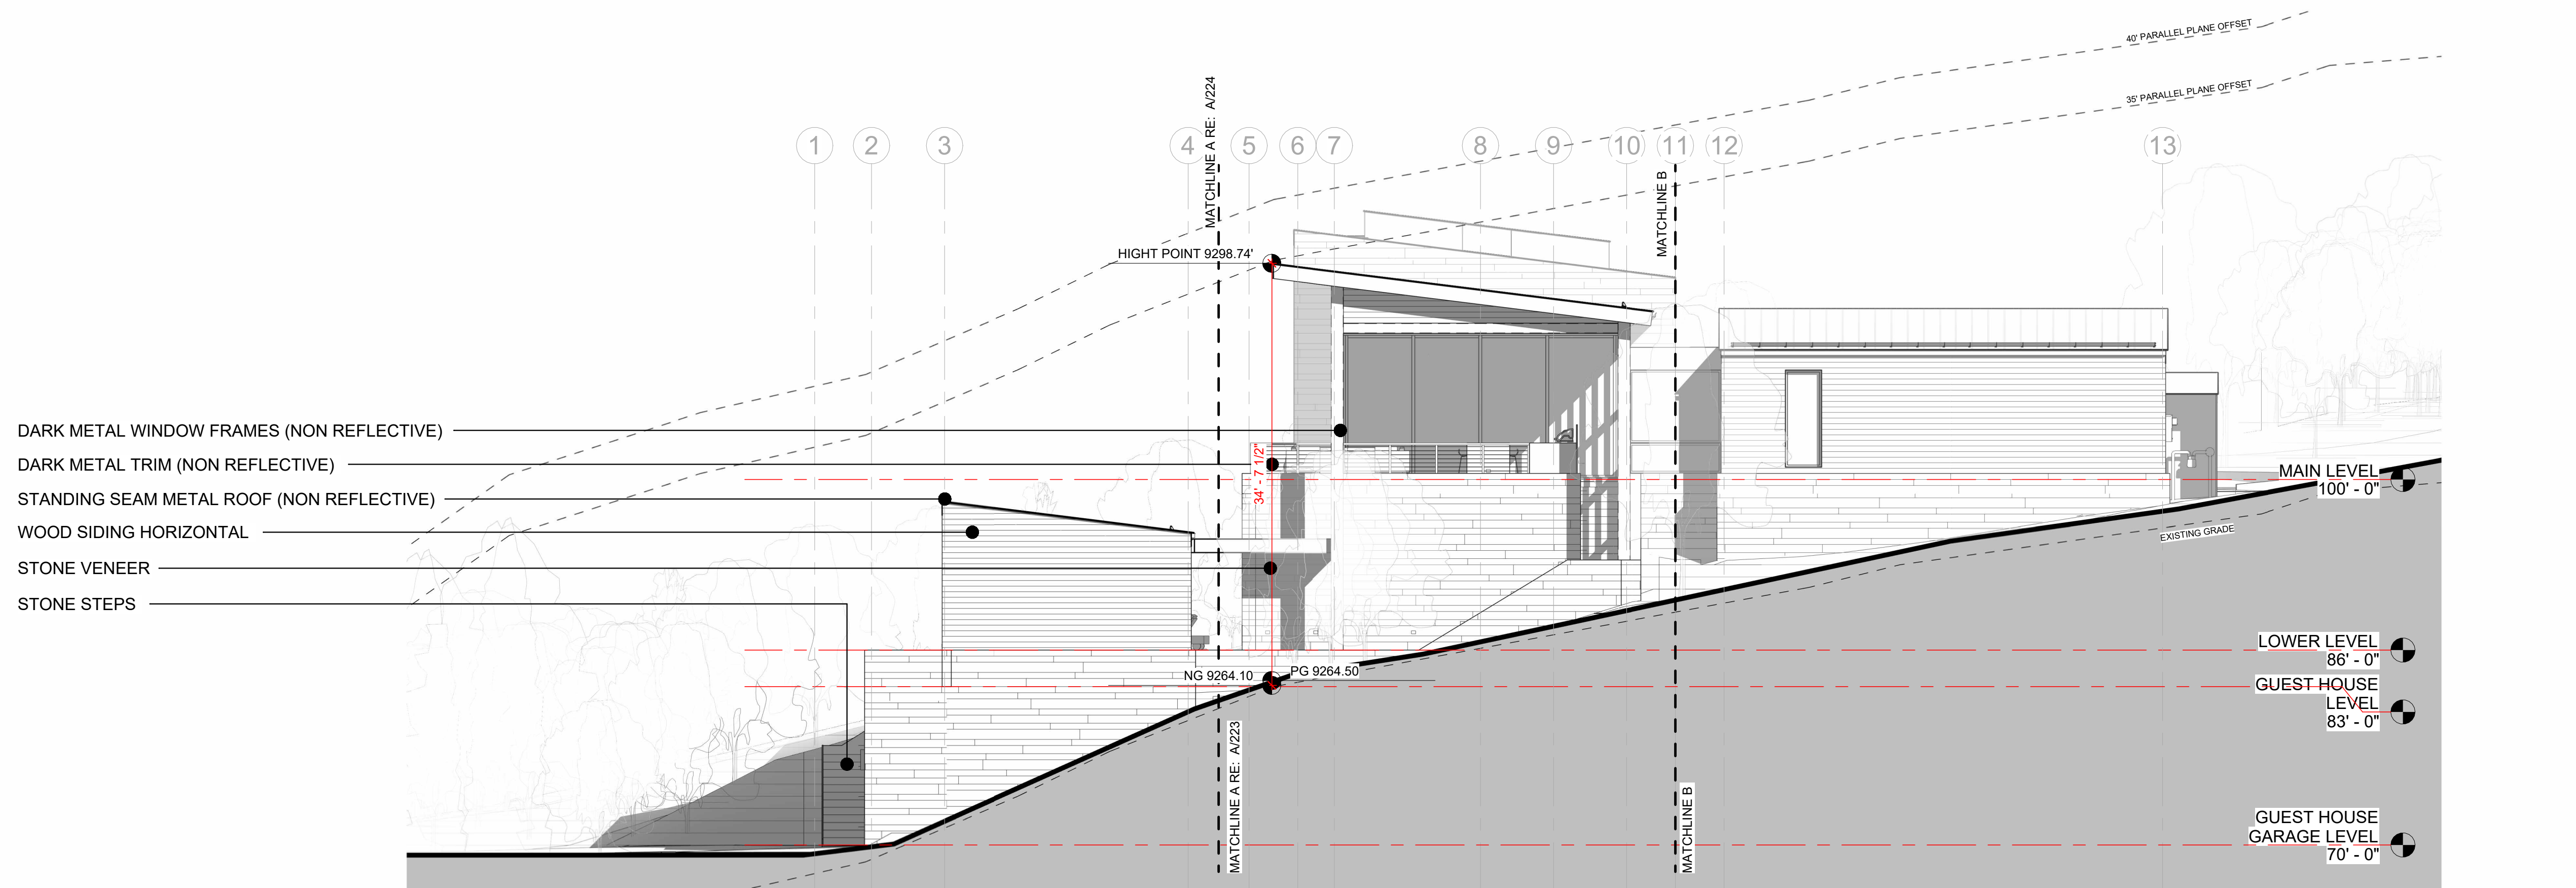 40' PARALLEL PLANE OFFSET
35' PARALLEL PLANE OFFSET
MATCHLINE A RE: A/224
1
2
3
4
5
6
7
8
9
10
11
12
13
MATCHLINE B
HIGHT POINT 9298.74'
DARK METAL WINDOW FRAMES (NON REFLECTIVE)
DARK METAL TRIM (NON REFLECTIVE)
34' - 7 1/2"
STANDING SEAM METAL ROOF (NON REFLECTIVE)
WOOD SIDING HORIZONTAL
STONE VENEER
STONE STEPS
MAIN LEVEL
100' - 0"
EXISTING GRADE
LOWER LEVEL
86' - 0"
NG 9264.10
PG 9264.50
GUEST HOUSE
LEVEL
83' - 0"
MATCHLINE A RE: A/223
MATCHLINE B
GUEST HOUSE
GARAGE LEVEL
70' - 0"